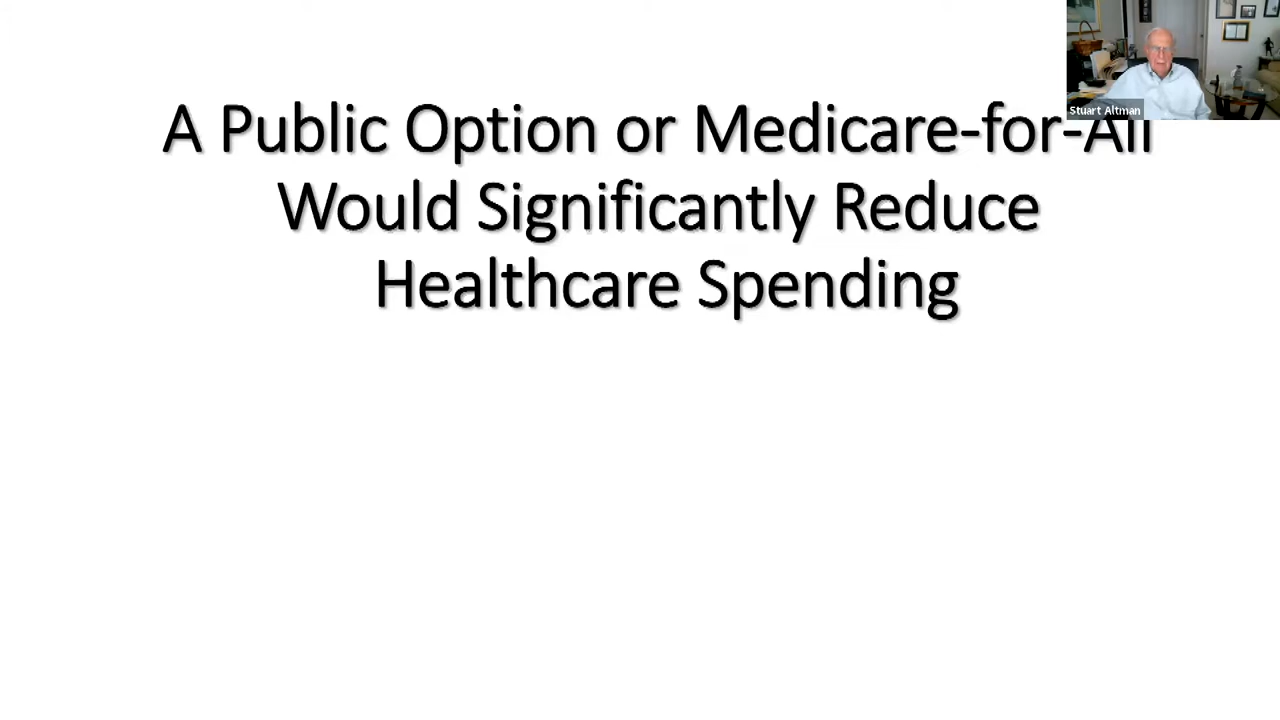 A Public Option or Medicare-for-All
Would Significantly Reduce
Healthcare Spending
Stuart Altman